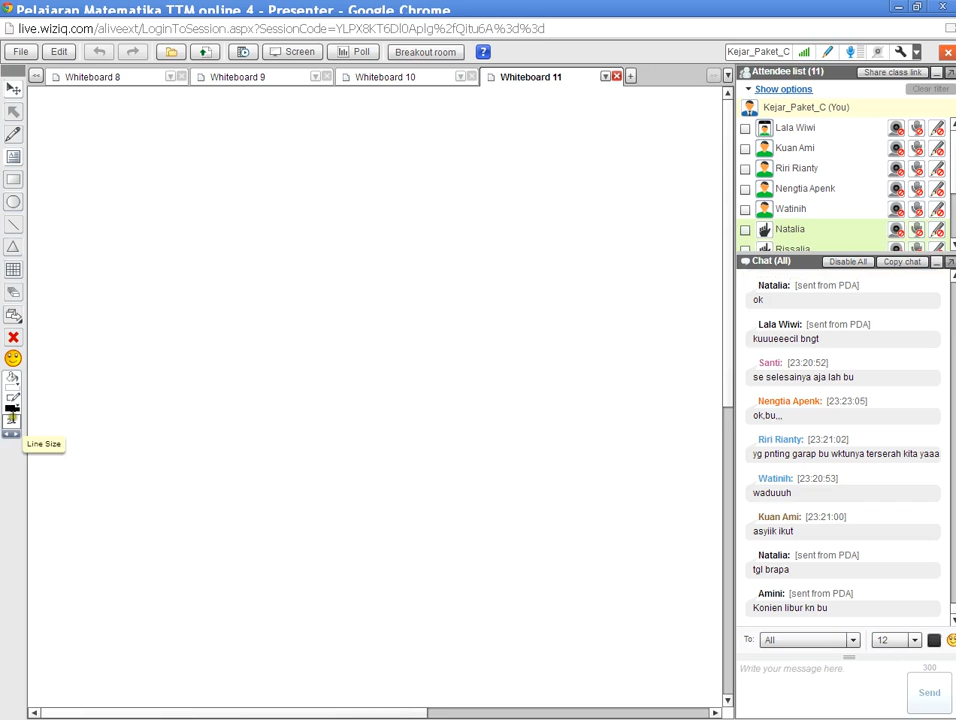 Pelajaran Matematika TTM online 4 - Presenter - Google Chrome
live.wiziq.com/aliveext/LoginToSession.aspx?SessionCode=YLPX8KT6Dl0Aplg%2fQitu6A%3d%3d
File Edit Screen Poll Breakout room ? Kejar_Paket_C
<< Whiteboard 8 Whiteboard 9 Whiteboard 10 Whiteboard 11
Attendee list (11) Share class link
Show options Clear filter
Kejar_Paket_C (You)
Lala Wiwi
Kuan Ami
Riri Rianty
Nengtia Apenk
Watinih
Natalia
Rissalia
Chat (All) Disable All Copy chat
Natalia: [sent from PDA]
ok
Lala Wiwi: [sent from PDA]
kuuueeecil bngt
Santi: [23:20:52]
se selesainya aja lah bu
Nengtia Apenk: [23:23:05]
ok,bu,,,
Riri Rianty: [23:21:02]
yg pnting garap bu wktunya terserah kita yaaa
Line Size
Watinih: [23:20:53]
waduuuh
Kuan Ami: [23:21:00]
asyiik ikut
Natalia: [sent from PDA]
tgl brapa
Amini: [sent from PDA]
Konien libur kn bu
To: All 12
Write your message here. 300
Send